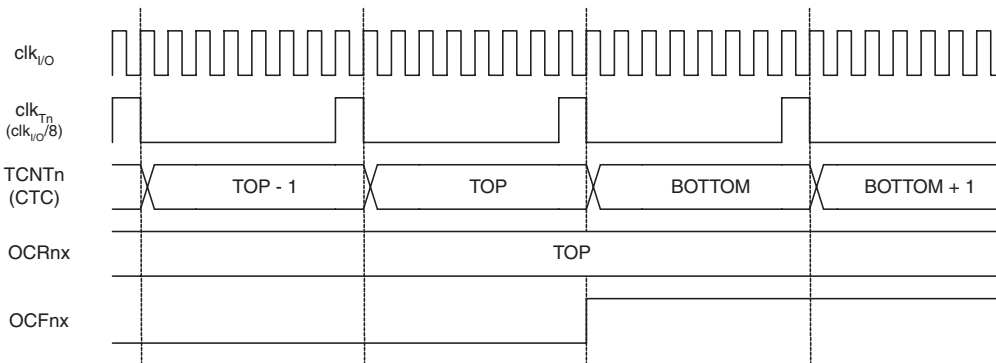 clkI/O
clkTn
(clkI/O/8)
TCNTn
(CTC)
TOP - 1
TOP
BOTTOM
BOTTOM + 1
OCRnx
TOP
OCFnx